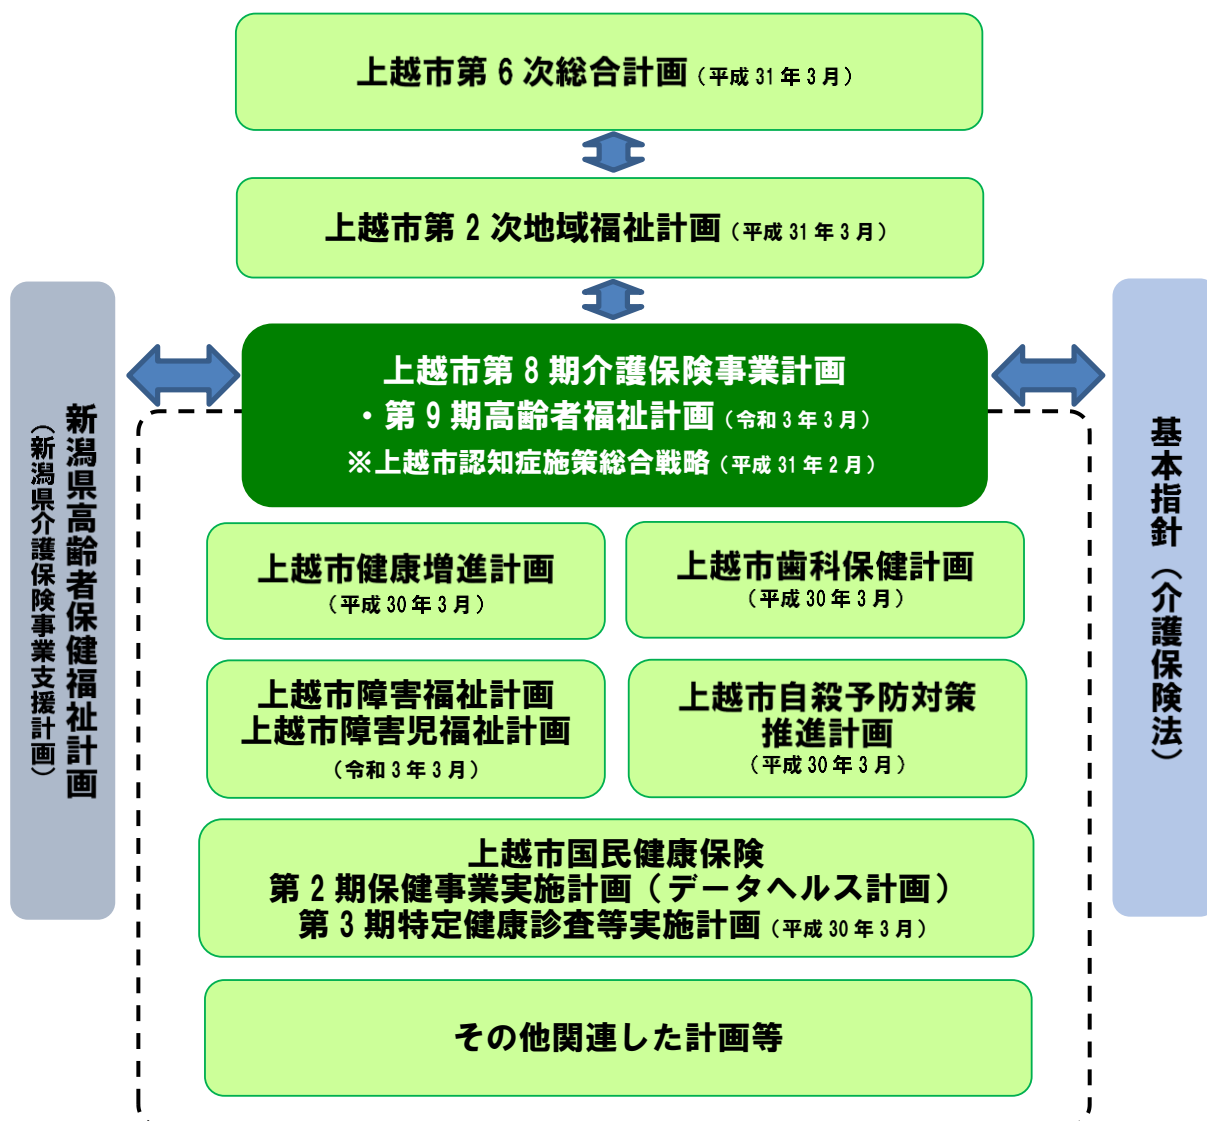 上越市第6次総合計画（平成31年3月）
上越市第2次地域福祉計画（平成31年3月）
上越市第8期介護保険事業計画
・第9期高齢者福祉計画（令和3年3月）
※上越市認知症施策総合戦略（平成31年2月）
新潟県高齢者保健福祉計画
（新潟県介護保険事業支援計画）
基本指針（介護保険法）
上越市健康増進計画
（平成30年3月）
上越市歯科保健計画
（平成30年3月）
上越市障害福祉計画
上越市障害児福祉計画
（令和3年3月）
上越市自殺予防対策
推進計画
（平成30年3月）
上越市国民健康保険
第2期保健事業実施計画（データヘルス計画）
第3期特定健康診査等実施計画（平成30年3月）
その他関連した計画等